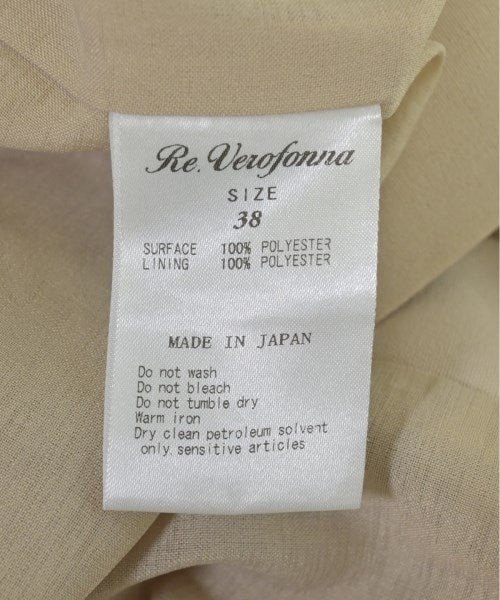 Re. Verofonna
SIZE
38
SURFACE 100% POLYESTER
LINING 100% POLYESTER
MADE IN JAPAN
Do not wash
Do not bleach
Do not tumble dry
Warm iron
Dry clean petroleum solvent
only.sensitive articles